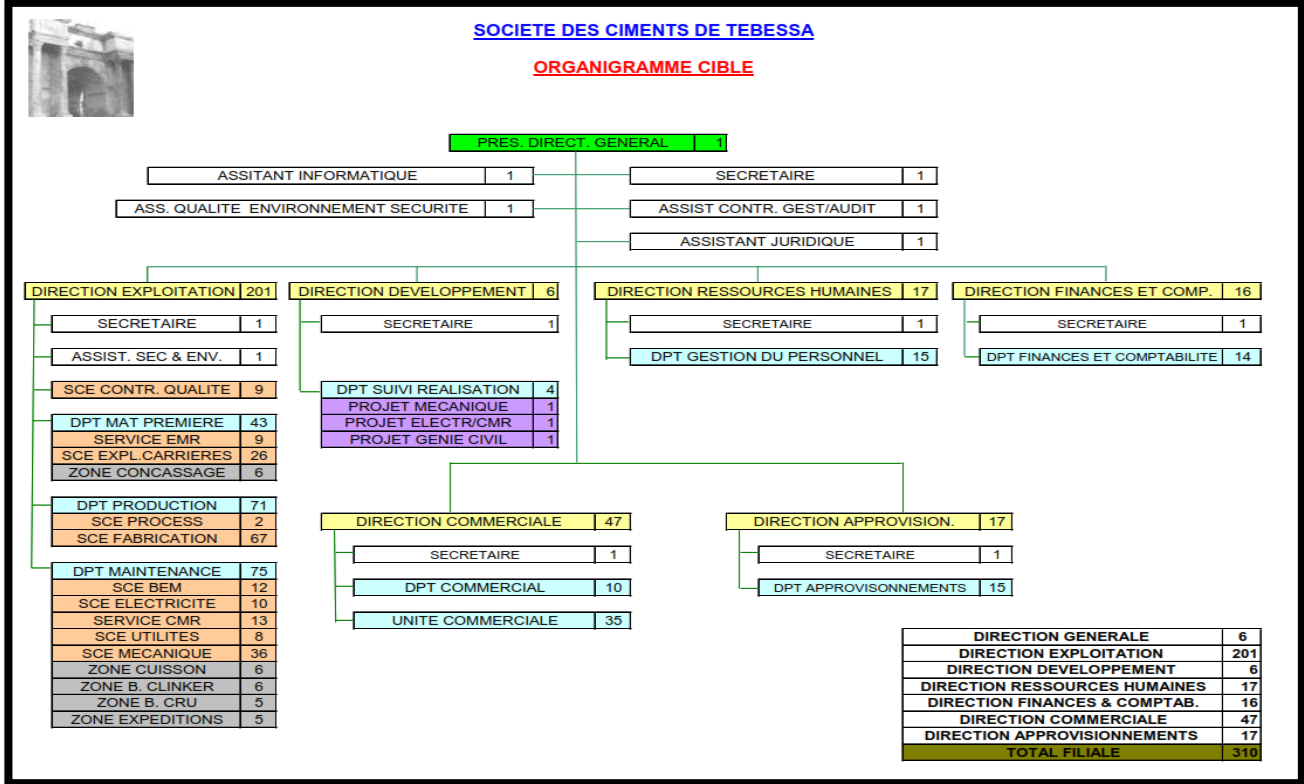 SOCIETE DES CIMENTS DE TEBESSA
ORGANIGRAMME CIBLE
PRES. DIRECT. GENERAL 1
ASSITANT INFORMATIQUE 1
SECRETAIRE 1
ASS. QUALITE ENVIRONNEMENT SECURITE 1
ASSIST CONTR. GEST/AUDIT 1
ASSISTANT JURIDIQUE 1
DIRECTION EXPLOITATION 201
SECRETAIRE 1
ASSIST. SEC & ENV. 1
SCE CONTR. QUALITE 9
DPT MAT PREMIERE 43
SERVICE EMR 9
SCE EXPL.CARRIERES 26
ZONE CONCASSAGE 6
DPT PRODUCTION 71
SCE PROCESS 2
SCE FABRICATION 67
DPT MAINTENANCE 75
SCE BEM 12
SCE ELECTRICITE 10
SERVICE CMR 13
SCE UTILITES 8
SCE MECANIQUE 36
ZONE CUISSON 6
ZONE B. CLINKER 6
ZONE B. CRU 5
ZONE EXPEDITIONS 5
DIRECTION DEVELOPPEMENT 6
SECRETAIRE 1
DPT SUIVI REALISATION 4
PROJET MECANIQUE 1
PROJET ELECTR/CMR 1
PROJET GENIE CIVIL 1
DIRECTION RESSOURCES HUMAINES 17
SECRETAIRE 1
DPT GESTION DU PERSONNEL 15
DIRECTION FINANCES ET COMP. 16
SECRETAIRE 1
DPT FINANCES ET COMPTABILITE 14
DIRECTION COMMERCIALE 47
SECRETAIRE 1
DPT COMMERCIAL 10
UNITE COMMERCIALE 35
DIRECTION APPROVISION. 17
SECRETAIRE 1
DPT APPROVISONNEMENTS 15
DIRECTION GENERALE 6
DIRECTION EXPLOITATION 201
DIRECTION DEVELOPPEMENT 6
DIRECTION RESSOURCES HUMAINES 17
DIRECTION FINANCES & COMPTAB. 16
DIRECTION COMMERCIALE 47
DIRECTION APPROVISIONNEMENTS 17
TOTAL FILIALE 310